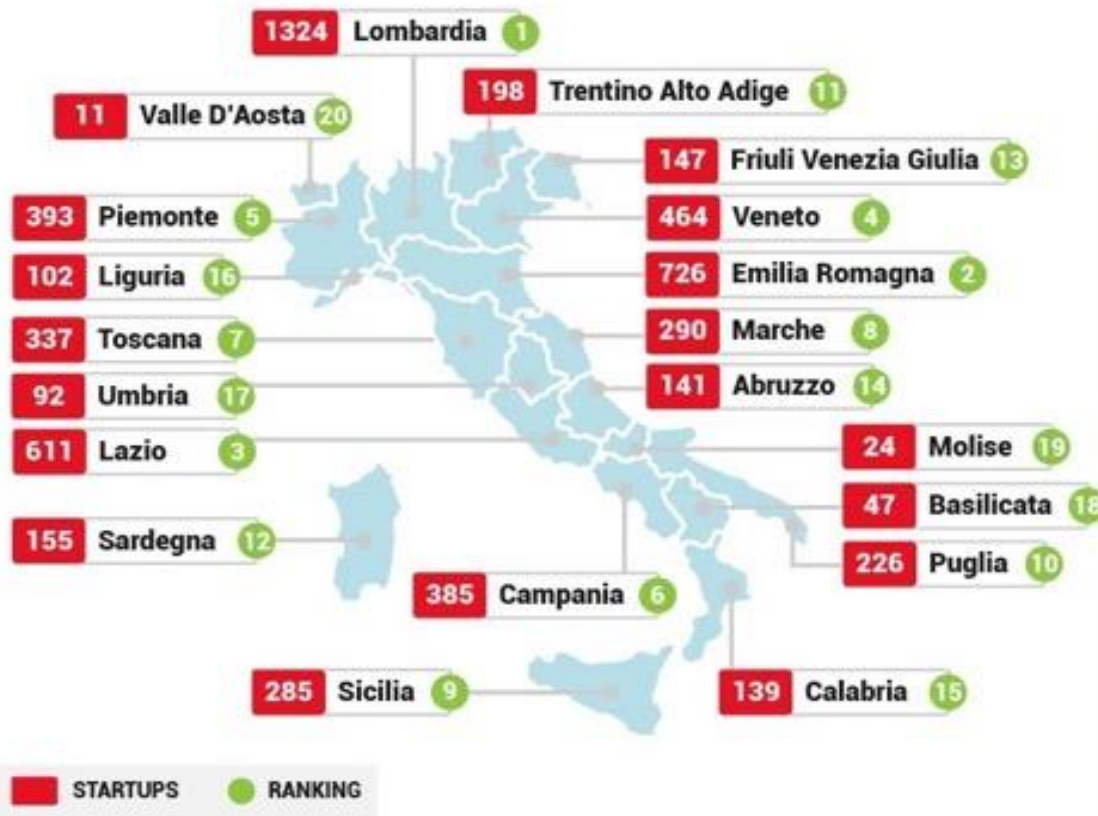 1324 Lombardia 1
198 Trentino Alto Adige 11
11 Valle D'Aosta 20
147 Friuli Venezia Giulia 13
393 Piemonte 5
464 Veneto 4
102 Liguria 16
726 Emilia Romagna 2
337 Toscana 7
290 Marche 8
92 Umbria 17
141 Abruzzo 14
611 Lazio 3
24 Molise 19
47 Basilicata 18
155 Sardegna 12
226 Puglia 10
385 Campania 6
285 Sicilia 9
139 Calabria 15
STARTUPS RANKING